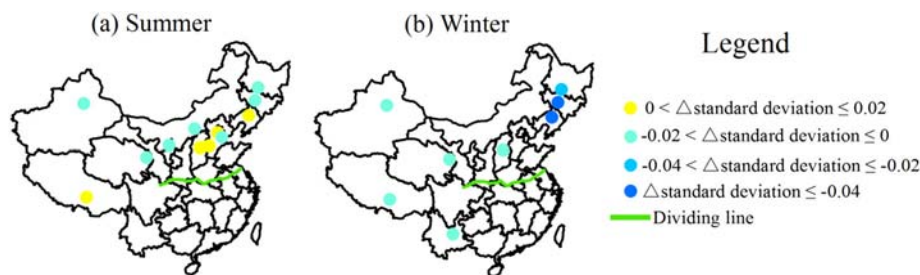 (a) Summer
(b) Winter
Legend
0 < △standard deviation ≤ 0.02
-0.02 < △standard deviation ≤ 0
-0.04 < △standard deviation ≤ -0.02
△standard deviation ≤ -0.04
Dividing line